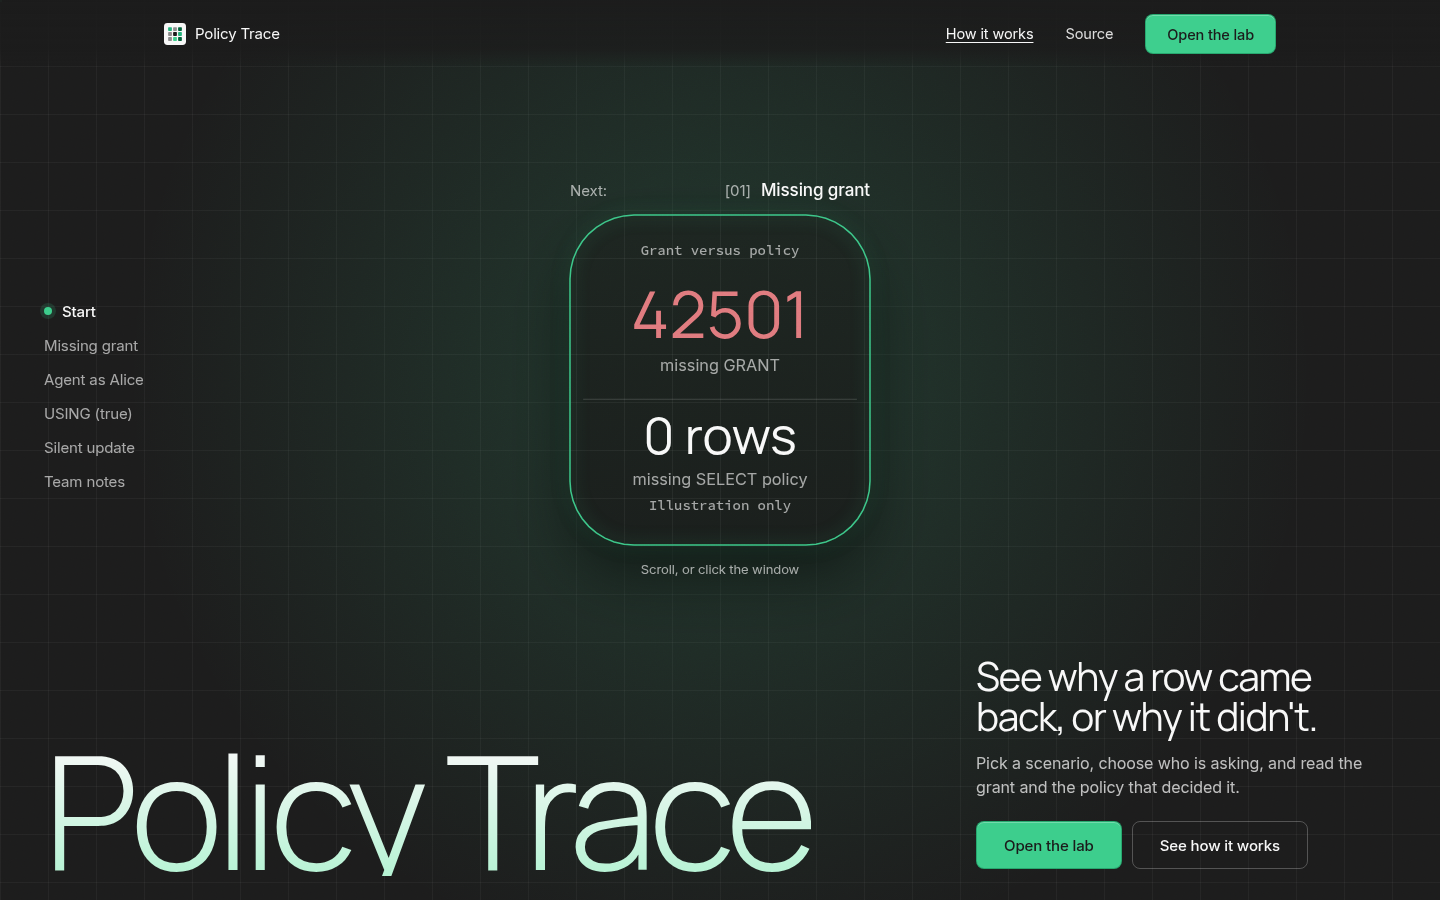 Policy Trace
How it works
Source
Open the lab
Next:
[01] Missing grant
Grant versus policy
42501
missing GRANT
0 rows
missing SELECT policy
Illustration only
Scroll, or click the window
Start
Missing grant
Agent as Alice
USING (true)
Silent update
Team notes
Policy Trace
See why a row came
back, or why it didn't.
Pick a scenario, choose who is asking, and read the
grant and the policy that decided it.
Open the lab
See how it works